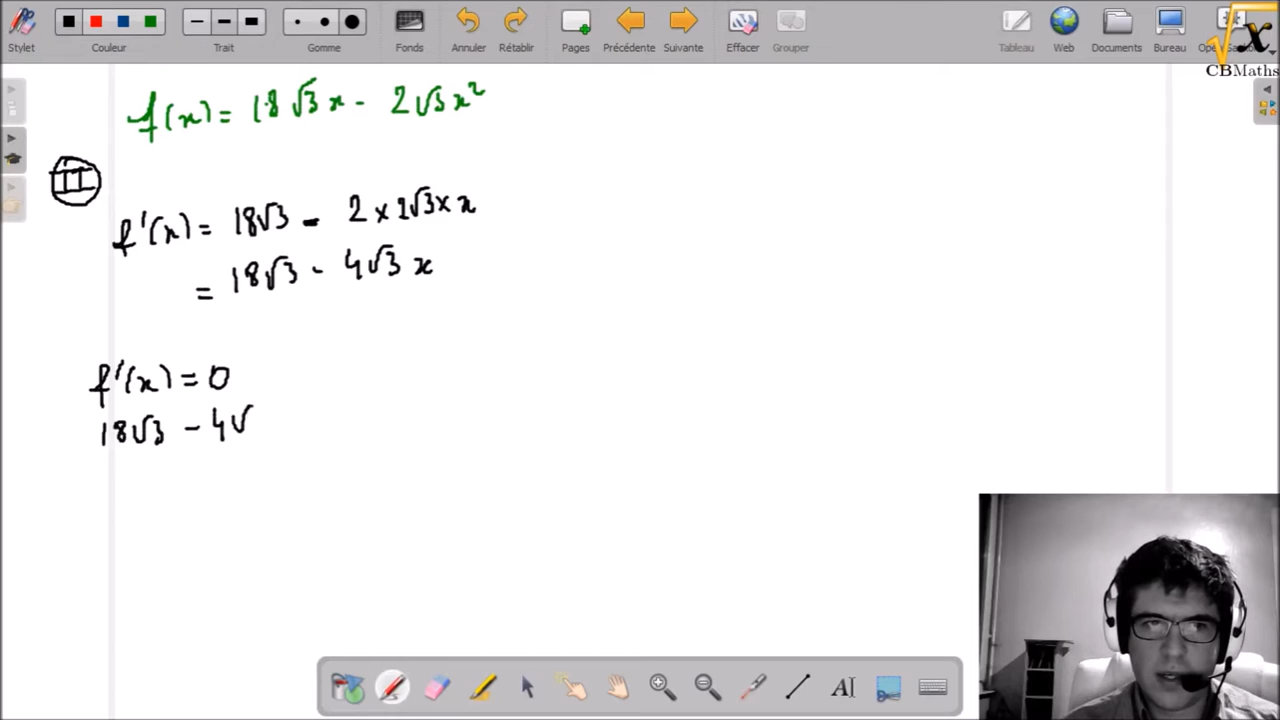 Stylet Couleur Trait Gomme Fonds Annuler Rétablir Pages Précédente Suivante Effacer Grouper Tableau Web Documents Bureau
√x
CBMaths
f(x) = 18√3 x - 2√3 x²
II
f'(x) = 18√3 - 2 × 2√3 × x
= 18√3 - 4√3 x
f'(x) = 0
18√3 - 4√